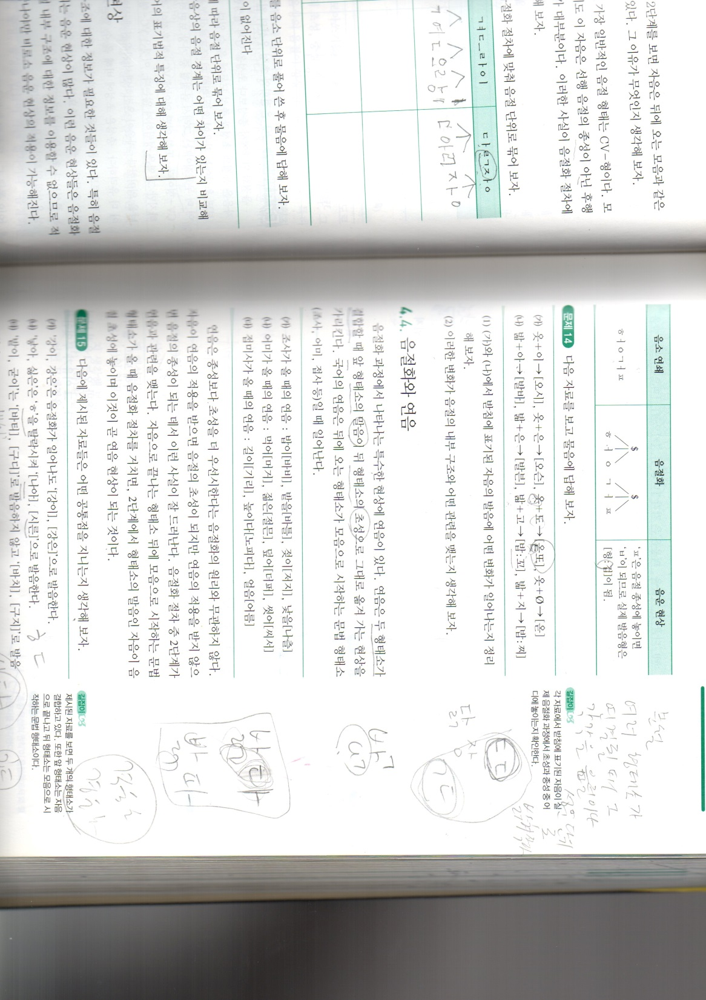 2단계를 보면 자음은 뒤에 오는 모음과 같은
있다. 그 이유가 무엇인지 생각해 보자.
가장 일반적인 음절 형태는 CV-형이다. 모
도 이 자음은 선행 음절의 종성이 아닌 후행
가 대부분이다. 이러한 사실이 음절화 절차에
해 보자.
절화 절차에 맞춰 음절 단위로 묶어 보자.
ㄱㅕㄷㅡㄹㅏㅇㅣ
ㄷㅏㄺㅈㅏㅇ
를 음소 단위로 풀어 쓴 후 물음에 답해 보자.
이 없어진다
에 따라 음절 단위로 묶어 보자.
음상의 음절 경계는 어떤 차이가 있는지 비교해
어의 표기법적 특징에 대해 생각해 보자.
현상
조에 대한 정보가 필요한 것들이 있다. 특히 음절
는 음운 현상이 많다. 이런 음운 현상들은 음절화
내부 구조에 대한 정보를 이용할 수 없으므로 적
나야만 비로소 음운 현상의 적용이 가능해진다.
음소 연쇄
음절화
음운 현상
ㅎㅓㅇㄱㅓㅍ
$ $
ㅎ ㅓ ㅇ ㄱ ㅓ ㅍ
'ㅍ'은 음절 종성에 놓이면
'ㅂ'이 되므로 실제 발음형은
[헝:겁]이 됨.
문제 14 다음 자료를 보고 물음에 답해 보자.
(가) 옷+이→[오시], 옷+은→[오슨], 옷+도→[옫또], 옷+Ø→[옫]
(나) 밟+아→[발바], 밟+은→[발븐], 밟+고→[밥:꼬], 밟+지→[밥:찌]
(1) (가)와 (나)에서 받침에 표기된 자음의 발음에 어떤 변화가 일어나는지 정리
해 보자.
(2) 이러한 변화가 음절의 내부 구조와 어떤 관련을 맺는지 생각해 보자.
길잡이
각 자료에서 받침에 표기된 자음이 실
제 음절화 과정에서 초성과 종성 중 어
디에 놓이는지 확인한다.
여러 형태소가
4.4. 음절화와 연음
음절화 과정에서 나타나는 특수한 현상에 연음이 있다. 연음은 두 형태소가
결합할 때 앞 형태소의 말음이 뒤 형태소의 초성으로 그대로 옮겨 가는 현상을
가리킨다. 국어의 연음은 뒤에 오는 형태소가 모음으로 시작하는 문법 형태소
(조사, 어미, 접사 등)일 때 일어난다.
(가) 조사가 올 때의 연음 : 밥이[바비], 밭을[바틀], 젖이[저지], 낮을[나즐]
(나) 어미가 올 때의 연음 : 먹어[머거], 젊은[절믄], 덮어[더퍼], 씻어[씨서]
(다) 접미사가 올 때의 연음 : 길이[기리], 높이다[노피다], 얼음[어름]
연음은 종성보다 초성을 더 우선시한다는 음절화의 원리와 무관하지 않다.
자음이 연음의 적용을 받으면 음절의 초성이 되지만 연음의 적용을 받지 않으
면 음절의 종성이 되는 데서 이런 사실이 잘 드러난다. 음절화 절차 중 2단계가
연음과 관련을 맺는다. 자음으로 끝나는 형태소 뒤에 모음으로 시작하는 문법
형태소가 올 때 음절화 절차를 거치면, 2단계에서 형태소의 말음인 자음이 음
절 초성에 놓이며 이것이 곧 연음 현상이 되는 것이다.
문제 15 다음에 제시된 자료들은 어떤 공통점을 지니는지 생각해 보자.
(가) '강이, 강은'은 음절화가 일어나도 '[강이], [강은]'으로 발음한다.
(나) '낳아, 싫은'은 'ㅎ'을 탈락시켜 '[나아], [시른]'으로 발음한다.
(다) '밭이, 굳이'는 '[바티], [구디]'로 발음하지 않고 '[바치], [구지]'로 발음
길잡이
제시된 자료를 보면 두 개의 형태소가
결합하고 있다. 또한 앞 형태소는 자음
으로 끝나고 뒤 형태소는 모음으로 시
작하는 문법 형태소이다.